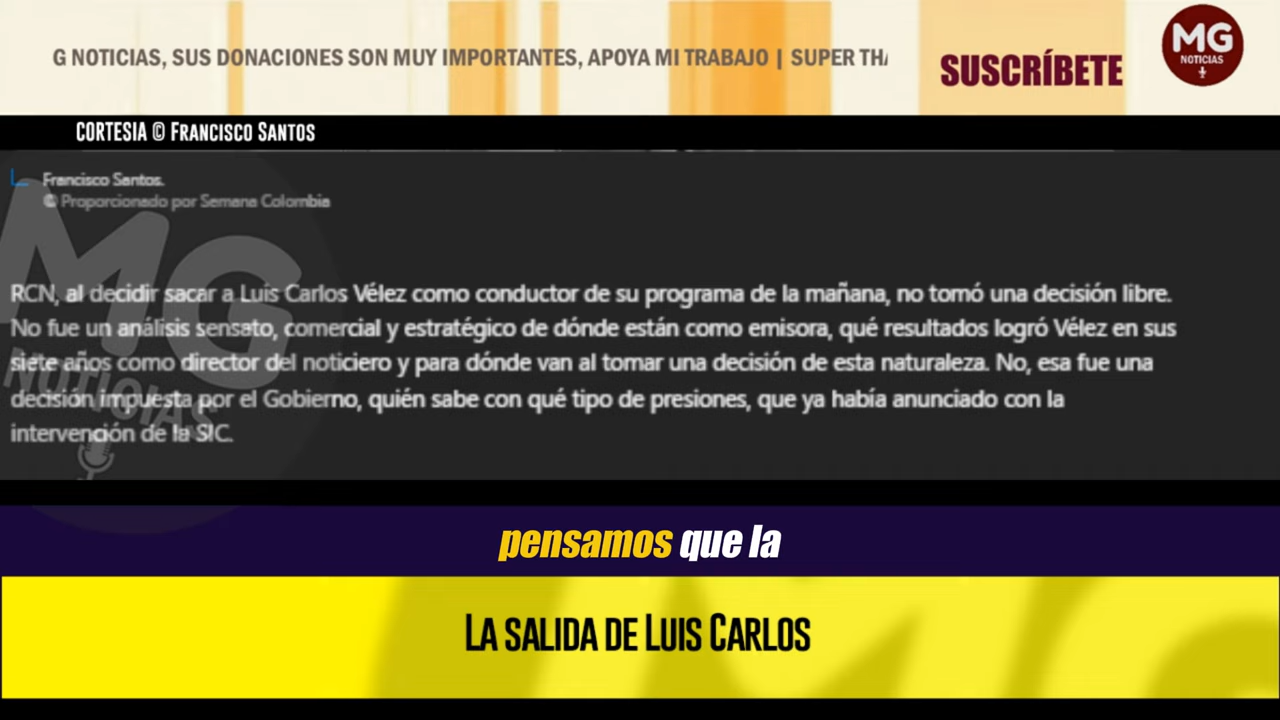 G NOTICIAS, SUS DONACIONES SON MUY IMPORTANTES, APOYA MI TRABAJO | SUPER THA
SUSCRÍBETE
MG
NOTICIAS
CORTESIA © FRANCISCO SANTOS
Francisco Santos.
© Proporcionado por Semana Colombia
MG
NOTICIAS
RCN, al decidir sacar a Luis Carlos Vélez como conductor de su programa de la mañana, no tomó una decisión libre.
No fue un análisis sensato, comercial y estratégico de dónde están como emisora, qué resultados logró Vélez en sus
siete años como director del noticiero y para dónde van al tomar una decisión de esta naturaleza. No, esa fue una
decisión impuesta por el Gobierno, quién sabe con qué tipo de presiones, que ya había anunciado con la
intervención de la SIC.
pensamos que la
LA SALIDA DE LUIS CARLOS